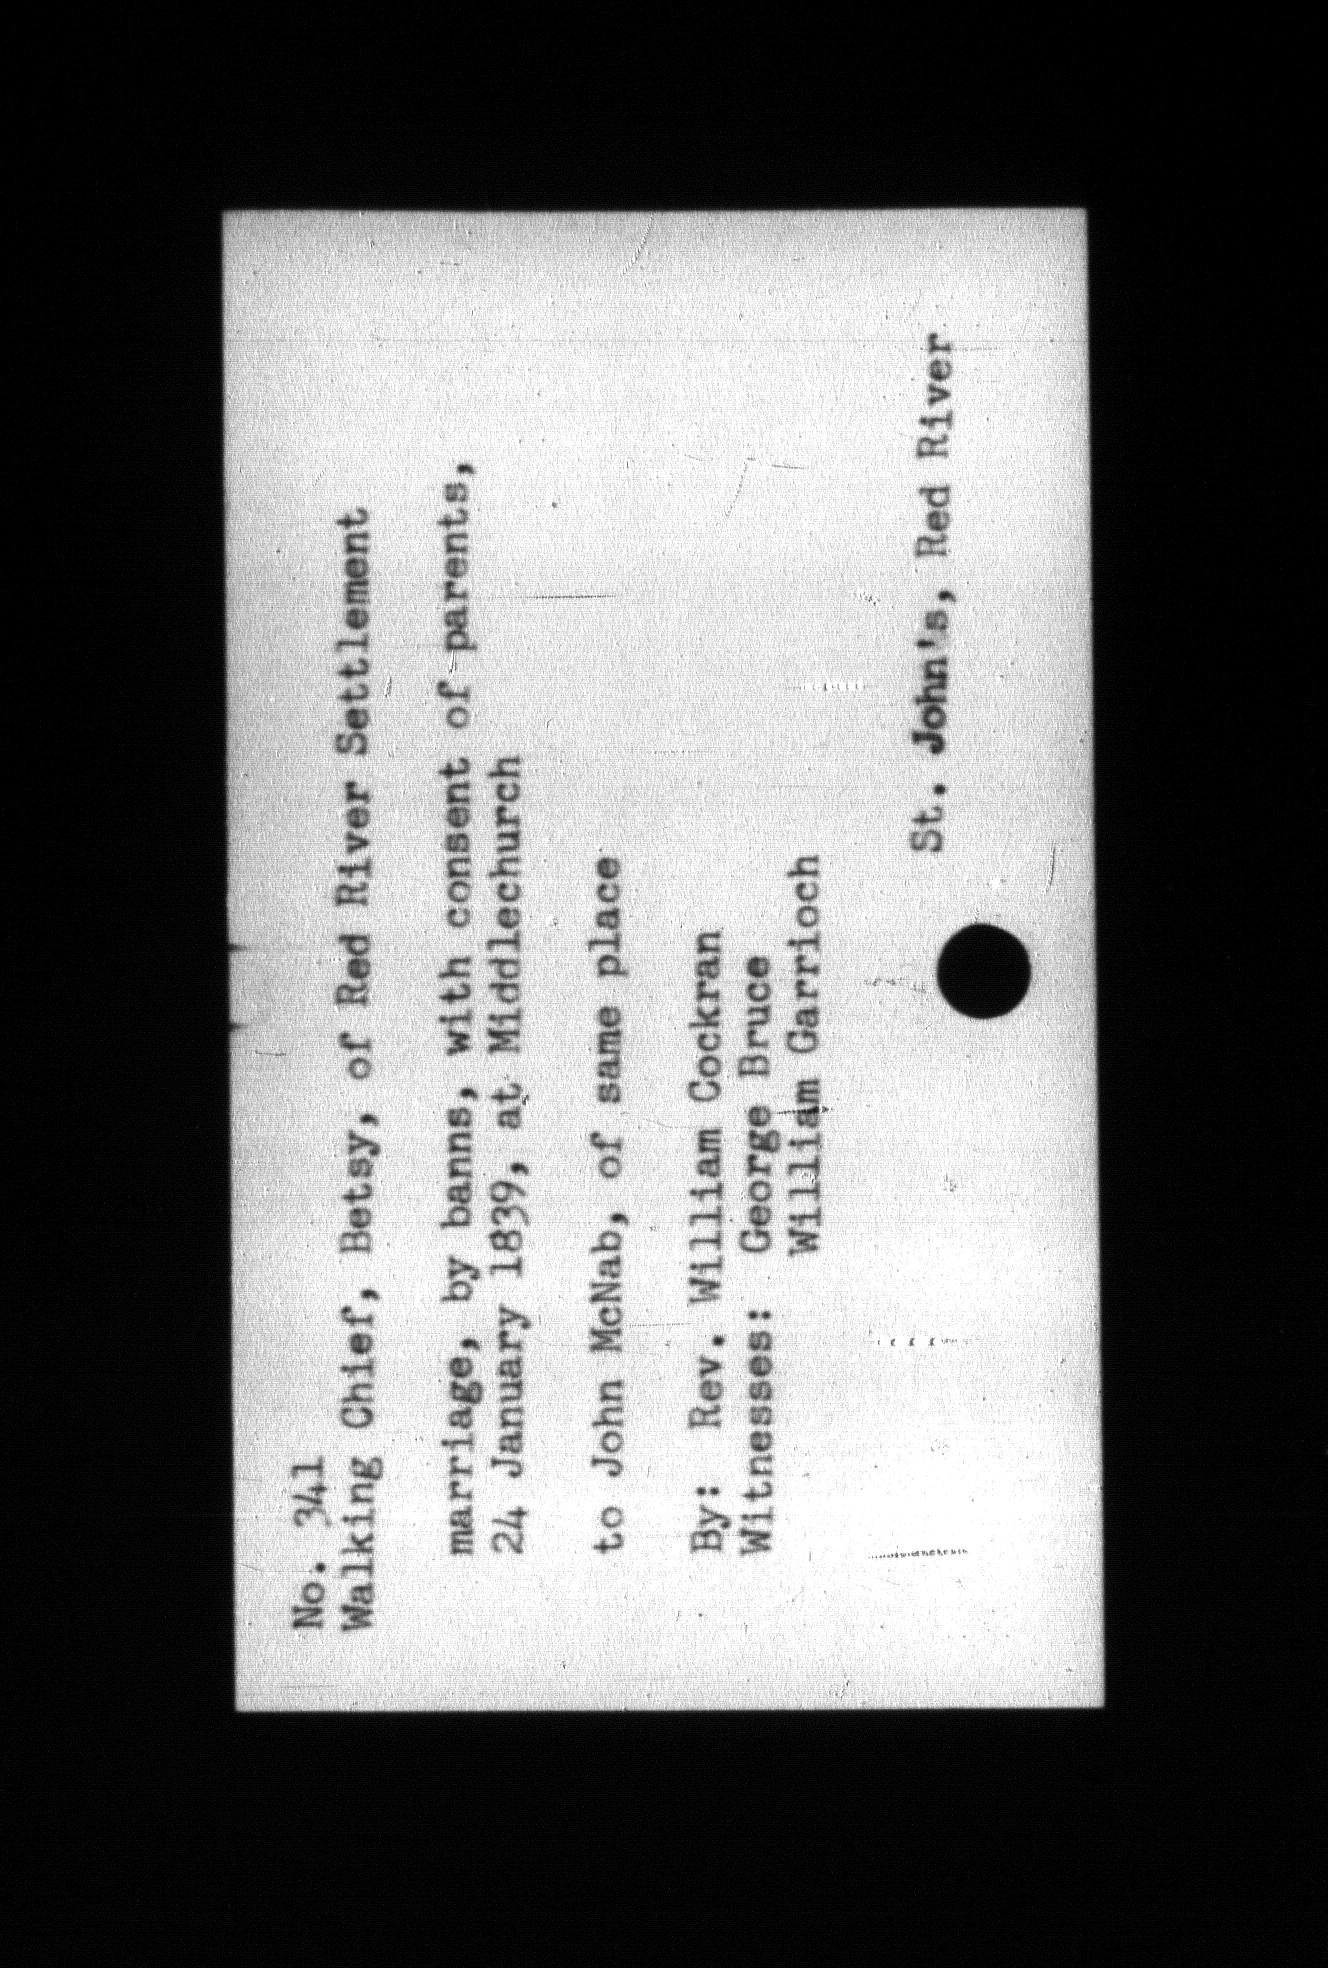 No. 341
Walking Chief, Betsy, of Red River Settlement
marriage, by banns, with consent of parents,
24 January 1839, at Middlechurch
to John McNab, of same place
By: Rev. William Cockran
Witnesses: George Bruce
William Garrioch
St. John's, Red River